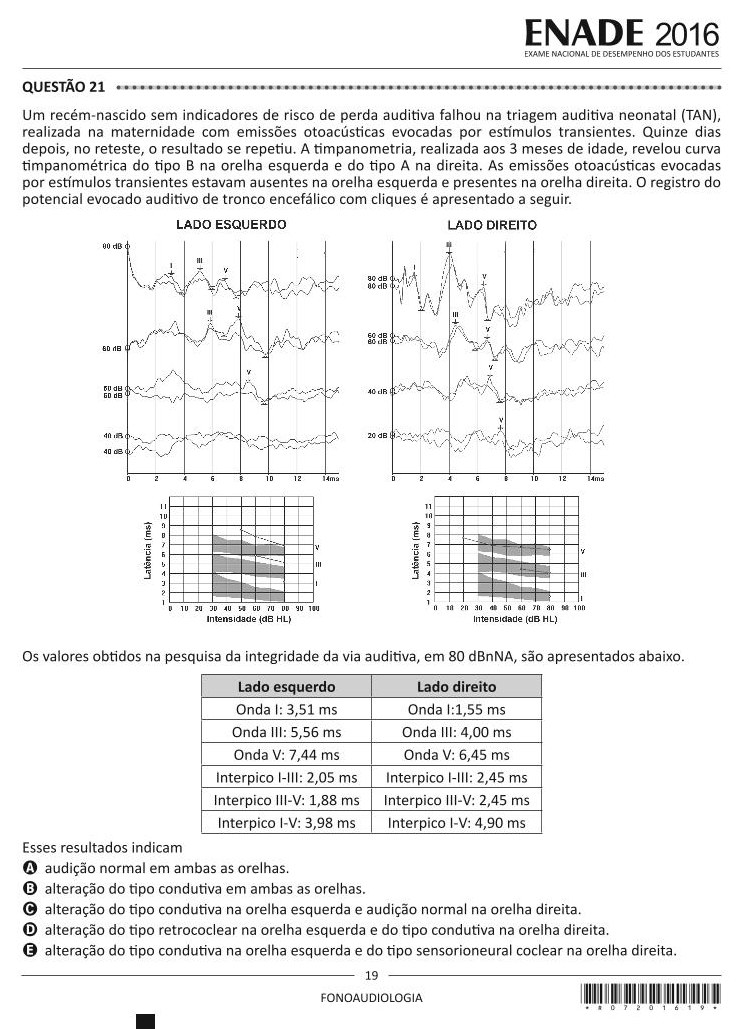 ENADE 2016
EXAME NACIONAL DE DESEMPENHO DOS ESTUDANTES
QUESTÃO 21
Um recém-nascido sem indicadores de risco de perda auditiva falhou na triagem auditiva neonatal (TAN),
realizada na maternidade com emissões otoacústicas evocadas por estímulos transientes. Quinze dias
depois, no reteste, o resultado se repetiu. A timpanometria, realizada aos 3 meses de idade, revelou curva
timpanométrica do tipo B na orelha esquerda e do tipo A na direita. As emissões otoacústicas evocadas
por estímulos transientes estavam ausentes na orelha esquerda e presentes na orelha direita. O registro do
potencial evocado auditivo de tronco encefálico com cliques é apresentado a seguir.
LADO ESQUERDO LADO DIREITO
80 dB I III V
60 dB III V
V
40 dB
40 dB
0 2 4 6 8 10 12 14ms
80 dB
80 dB I III V
60 dB
60 dB III V
40 dB V
20 dB V
0 2 4 6 8 10 12 14ms
Latência (ms)
11
10
9
8
7
6
5
4
3
2
1
V
III
I
0 10 20 30 40 50 60 70 80 90 100
Intensidade (dB HL)
Latência (ms)
11
10
9
8
7
6
5
4
3
2
1
V
III
I
0 10 20 30 40 50 60 70 80 90 100
Intensidade (dB HL)
Os valores obtidos na pesquisa da integridade da via auditiva, em 80 dBnNA, são apresentados abaixo.
Lado esquerdo Lado direito
Onda I: 3,51 ms Onda I:1,55 ms
Onda III: 5,56 ms Onda III: 4,00 ms
Onda V: 7,44 ms Onda V: 6,45 ms
Interpico I-III: 2,05 ms Interpico I-III: 2,45 ms
Interpico III-V: 1,88 ms Interpico III-V: 2,45 ms
Interpico I-V: 3,98 ms Interpico I-V: 4,90 ms
Esses resultados indicam
A audição normal em ambas as orelhas.
B alteração do tipo condutiva em ambas as orelhas.
C alteração do tipo condutiva na orelha esquerda e audição normal na orelha direita.
D alteração do tipo retrococlear na orelha esquerda e do tipo condutiva na orelha direita.
E alteração do tipo condutiva na orelha esquerda e do tipo sensorioneural coclear na orelha direita.
19
FONOAUDIOLOGIA
* R 0 7 2 0 1 6 1 9 *